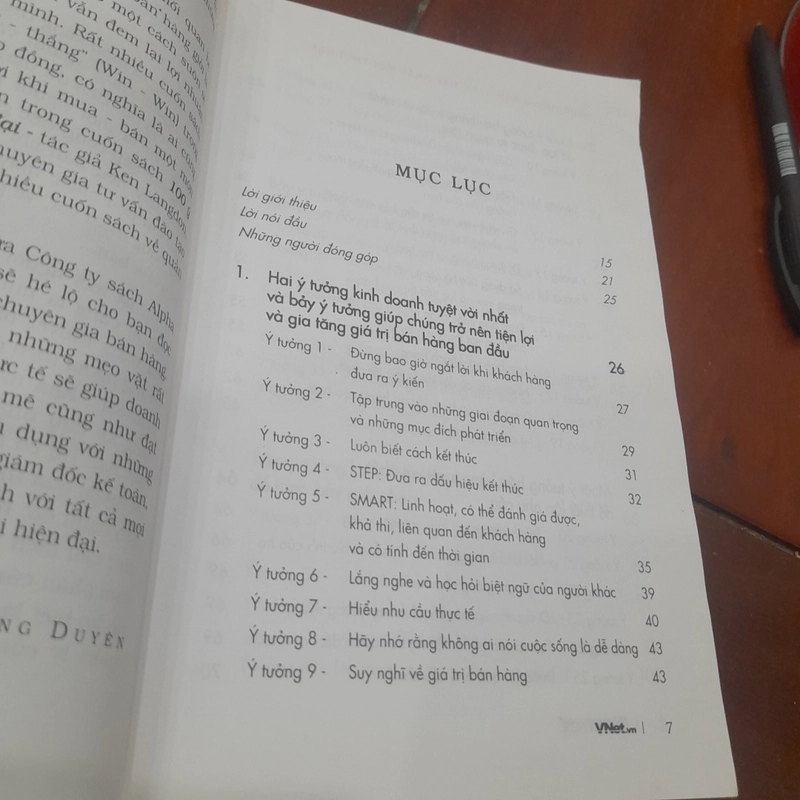 mình. Rất nhiều cuốn sách
- thắng" (Win - Win) trong
đồng, có nghĩa là ai cũng
khi mua - bán một
trong cuốn sách 100 ý
đại - tác giả Ken Langdon
chuyên gia tư vấn đào tạo
nhiều cuốn sách về quản
Công ty sách Alpha
sẽ hé lộ cho bạn đọc
chuyên gia bán hàng
những mẹo vặt rất
tế sẽ giúp doanh
mẽ cũng như đạt
dụng với những
giám đốc kế toán,
với tất cả mọi
hiện đại.
DUYÊN
MỤC LỤC
Lời giới thiệu 15
Lời nói đầu 21
Những người đóng góp 25
1. Hai ý tưởng kinh doanh tuyệt vời nhất
và bảy ý tưởng giúp chúng trở nên tiện lợi
và gia tăng giá trị bán hàng ban đầu 26
Ý tưởng 1 - Đừng bao giờ ngắt lời khi khách hàng
đưa ra ý kiến 27
Ý tưởng 2 - Tập trung vào những giai đoạn quan trọng
và những mục đích phát triển 29
Ý tưởng 3 - Luôn biết cách kết thúc 31
Ý tưởng 4 - STEP: Đưa ra dấu hiệu kết thúc 32
Ý tưởng 5 - SMART: Linh hoạt, có thể đánh giá được,
khả thi, liên quan đến khách hàng
và có tính đến thời gian 35
Ý tưởng 6 - Lắng nghe và học hỏi biệt ngữ của người khác 39
Ý tưởng 7 - Hiểu nhu cầu thực tế 40
Ý tưởng 8 - Hãy nhớ rằng không ai nói cuộc sống là dễ dàng 43
Ý tưởng 9 - Suy nghĩ về giá trị bán hàng 43
VNet.vn | 7